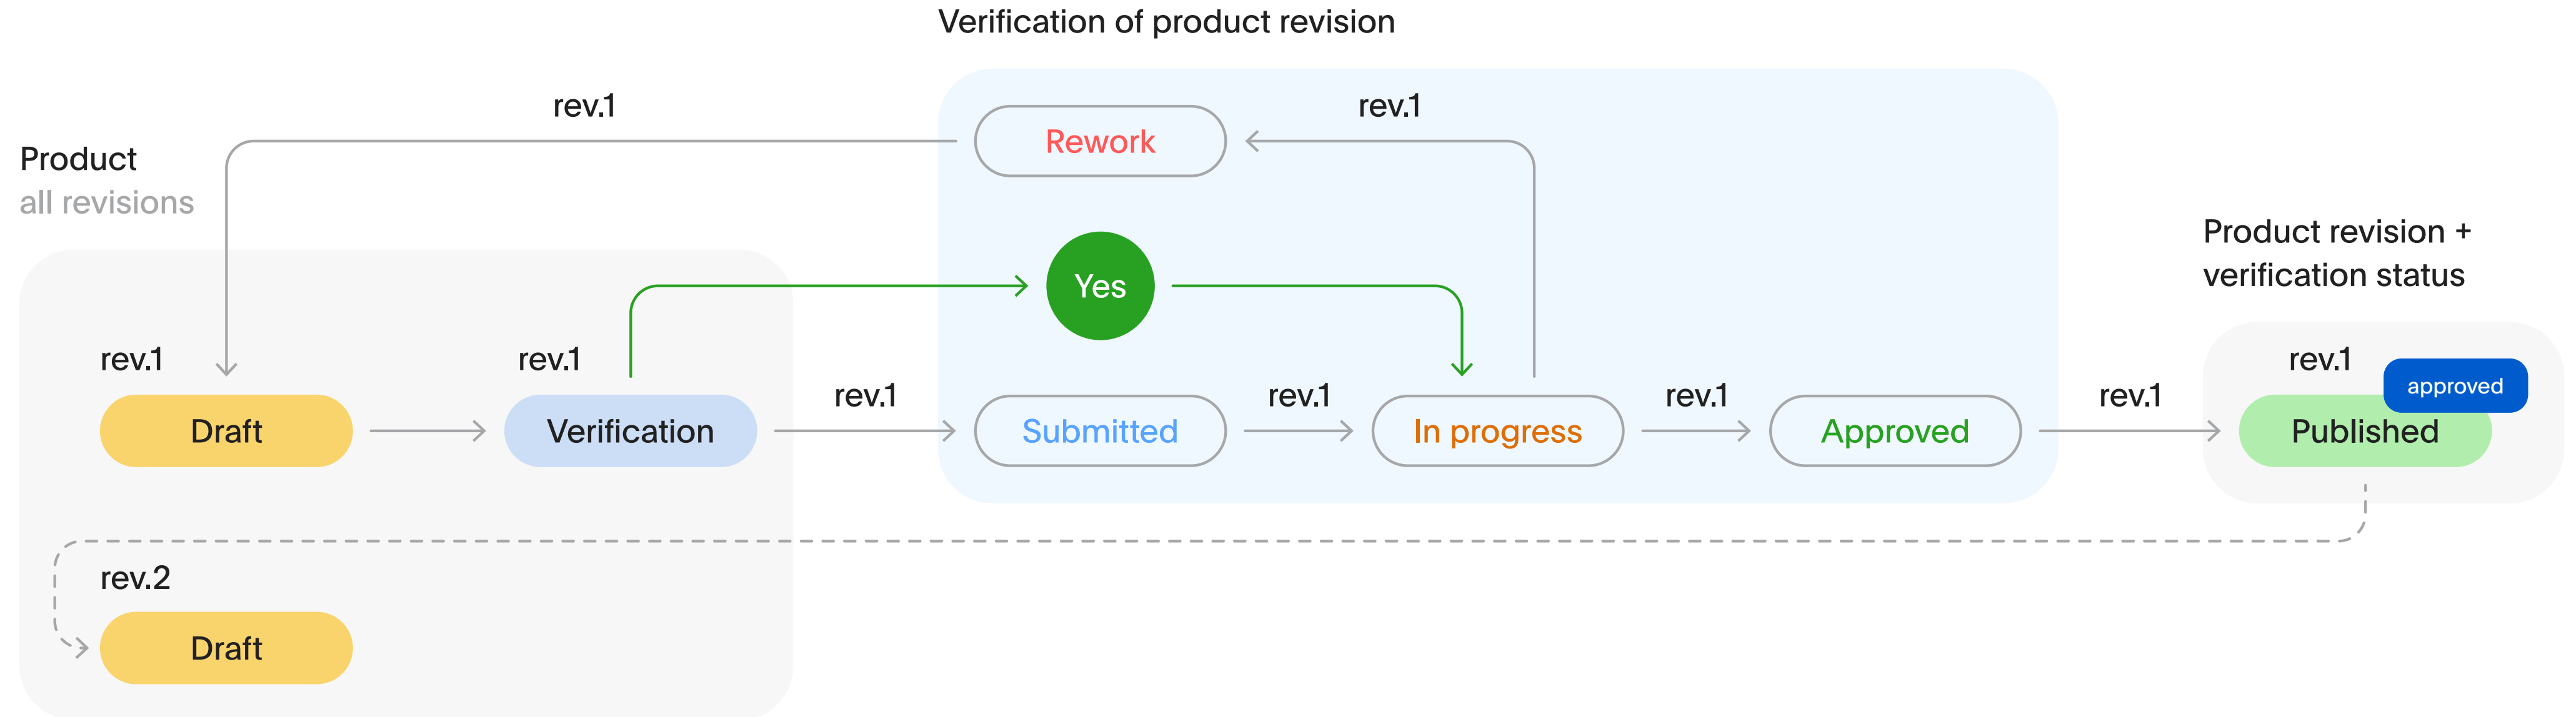 Verification of product revision
rev.1
Rework
rev.1
Product
all revisions
Yes
Product revision +
verification status
rev.1
Draft
rev.1
Verification
rev.1
Submitted
rev.1
In progress
rev.1
Approved
rev.1
rev.1
approved
Published
rev.2
Draft